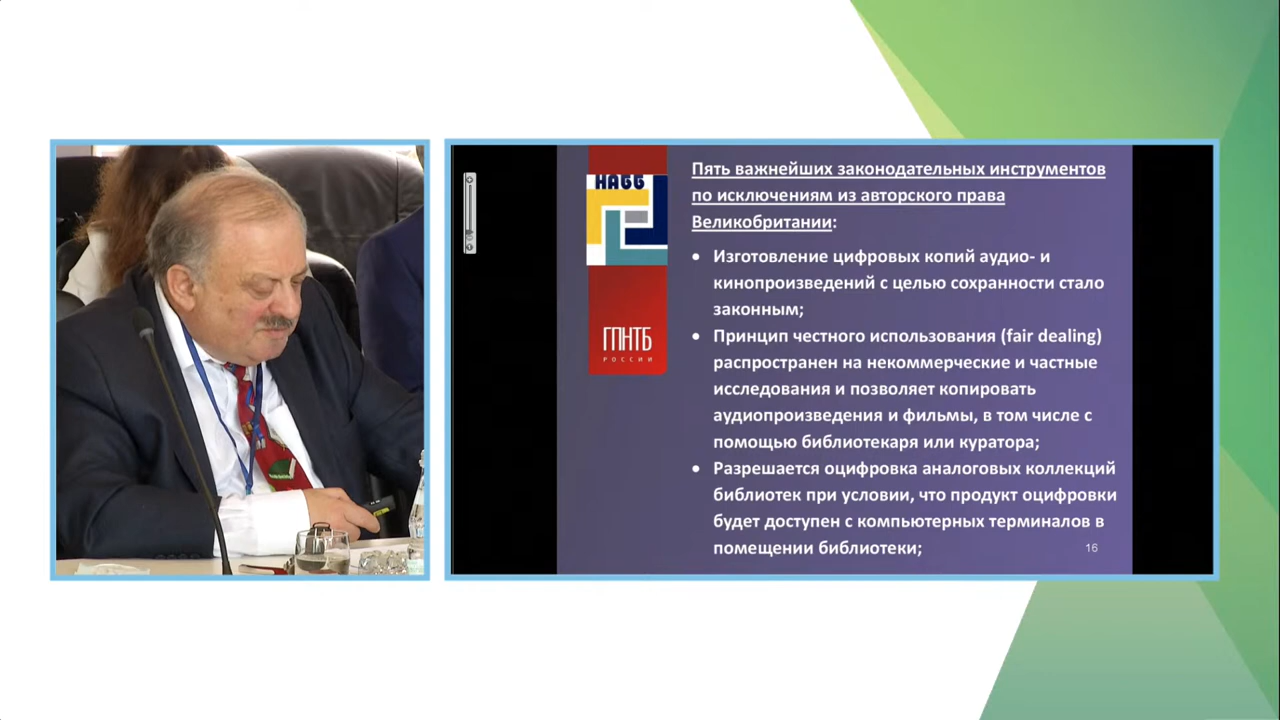 НАББ
ГПНТБ
РОССИИ
Пять важнейших законодательных инструментов
по исключениям из авторского права
Великобритании:
• Изготовление цифровых копий аудио- и
кинопроизведений с целью сохранности стало
законным;
• Принцип честного использования (fair dealing)
распространен на некоммерческие и частные
исследования и позволяет копировать
аудиопроизведения и фильмы, в том числе с
помощью библиотекаря или куратора;
• Разрешается оцифровка аналоговых коллекций
библиотек при условии, что продукт оцифровки
будет доступен с компьютерных терминалов в
помещении библиотеки;
16